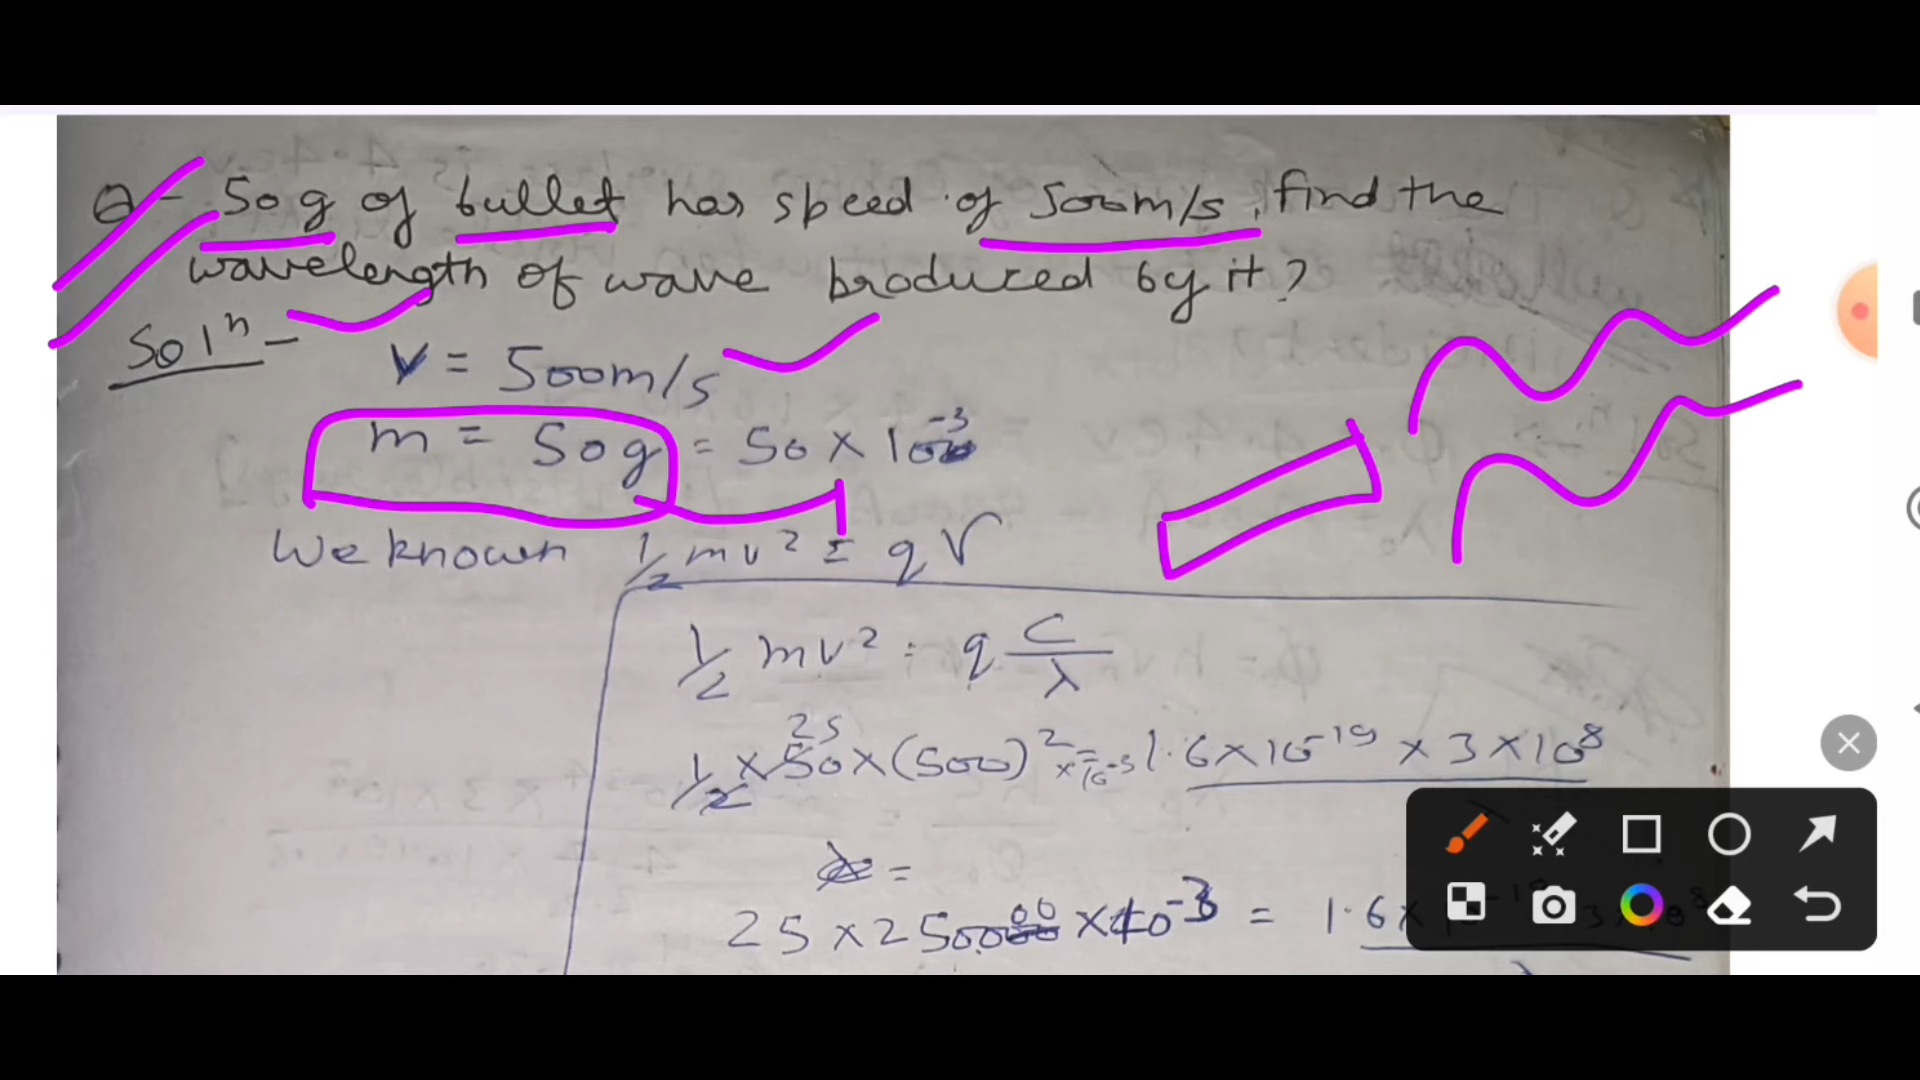 Q - 50g of bullet has speed of 500m/s. find the
wavelength of wave produced by it?
Solⁿ -
v = 500m/s
m = 50g = 50 × 10⁻³
We known 1/2 mv² = qV
1/2 mv² = q C/λ
1/2 × 50 × (500)² × 10⁻³ = 1.6×10⁻¹⁹ × 3×10⁸
25
=
25 × 250000 × 10⁻³ = 1.6×